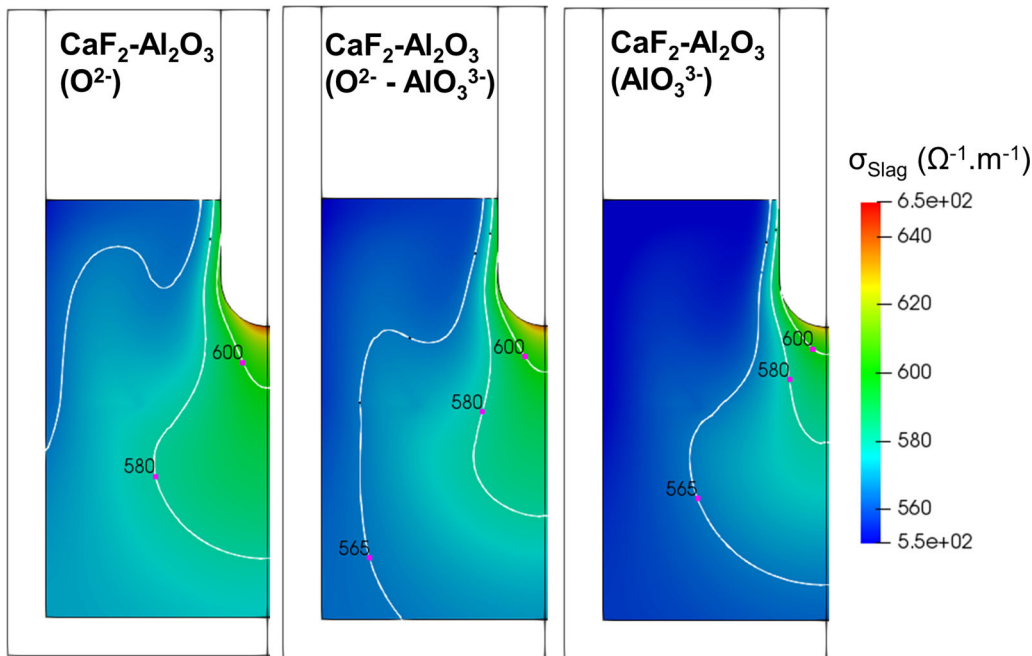 CaF₂-Al₂O₃
(O²⁻)
600
580
CaF₂-Al₂O₃
(O²⁻ - AlO₃³⁻)
600
580
565
CaF₂-Al₂O₃
(AlO₃³⁻)
600
580
565
σSlag (Ω⁻¹.m⁻¹)
6.5e+02
640
620
600
580
560
5.5e+02